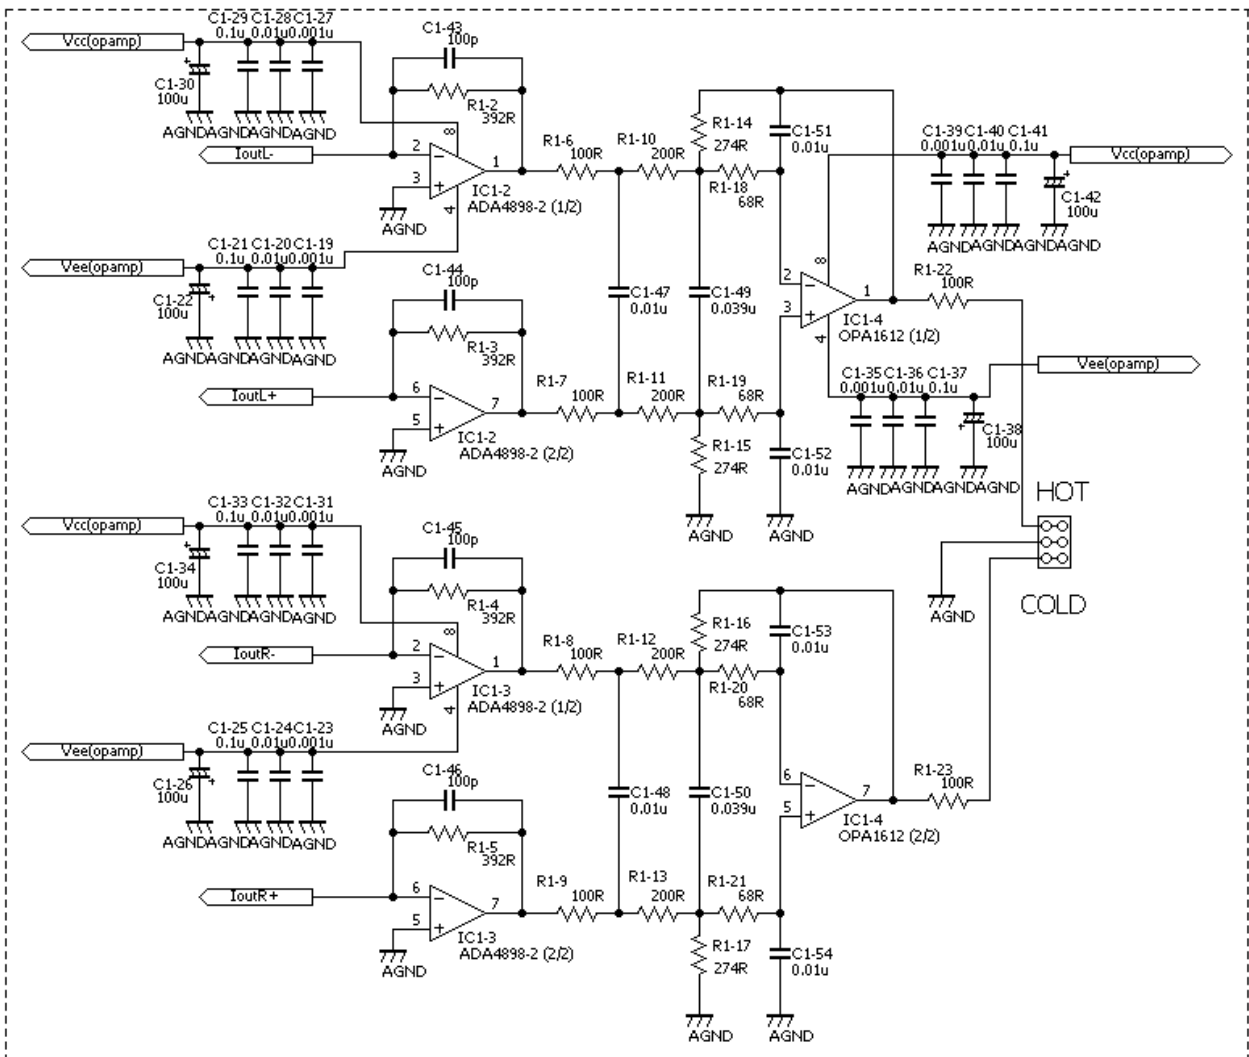 C1-29 C1-28 C1-27
0.1u 0.01u 0.001u
Vcc(opamp)
C1-30
100u
AGND AGND AGND AGND
C1-43
100p
R1-2
392R
IoutL-
2
3
8
1
4
IC1-2
ADA4898-2 (1/2)
AGND
R1-6
100R
R1-10
200R
R1-14
274R
R1-18
68R
C1-51
0.01u
C1-39 C1-40 C1-41
0.001u 0.01u 0.1u
Vcc(opamp)
C1-42
100u
AGND AGND AGND AGND
C1-21 C1-20 C1-19
0.1u 0.01u 0.001u
Vee(opamp)
C1-22
100u
AGND AGND AGND AGND
C1-44
100p
R1-3
392R
IoutL+
6
5
7
IC1-2
ADA4898-2 (2/2)
AGND
C1-47
0.01u
C1-49
0.039u
R1-7
100R
R1-11
200R
R1-19
68R
R1-15
274R
C1-52
0.01u
AGND
AGND
2
3
8
1
4
IC1-4
OPA1612 (1/2)
R1-22
100R
Vee(opamp)
C1-35 C1-36 C1-37
0.001u 0.01u 0.1u
C1-38
100u
AGND AGND AGND AGND
HOT
AGND
COLD
C1-33 C1-32 C1-31
0.1u 0.01u 0.001u
Vcc(opamp)
C1-34
100u
AGND AGND AGND AGND
C1-45
100p
R1-4
392R
IoutR-
2
3
8
1
4
IC1-3
ADA4898-2 (1/2)
AGND
R1-8
100R
R1-12
200R
R1-16
274R
R1-20
68R
C1-53
0.01u
C1-25 C1-24 C1-23
0.1u 0.01u 0.001u
Vee(opamp)
C1-26
100u
AGND AGND AGND AGND
C1-46
100p
R1-5
392R
IoutR+
6
5
7
IC1-3
ADA4898-2 (2/2)
AGND
C1-48
0.01u
C1-50
0.039u
R1-9
100R
R1-13
200R
R1-21
68R
R1-17
274R
C1-54
0.01u
AGND
AGND
6
5
7
IC1-4
OPA1612 (2/2)
R1-23
100R